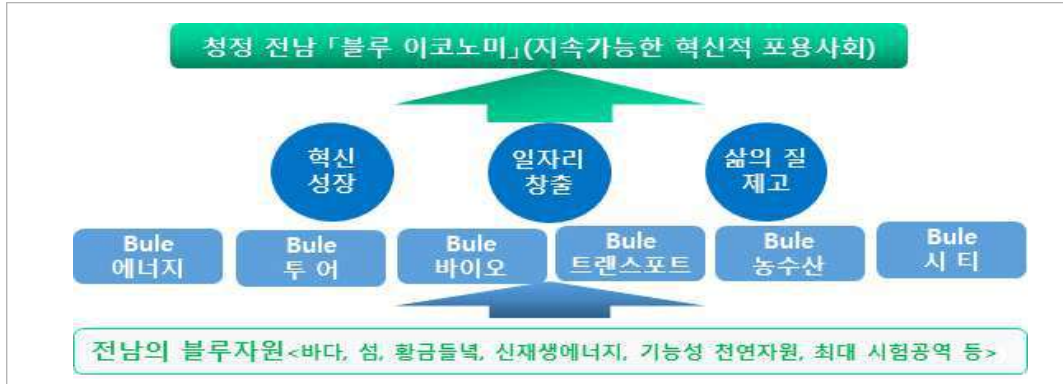 청정 전남 「블루 이코노미」(지속가능한 혁신적 포용사회)
혁신
성장
일자리
창출
삶의 질
제고
Bule
에너지
Bule
투 어
Bule
바이오
Bule
트랜스포트
Bule
농수산
Bule
시 티
전남의 블루자원<바다, 섬, 황금들녘, 신재생에너지, 기능성 천연자원, 최대 시험공역 등>